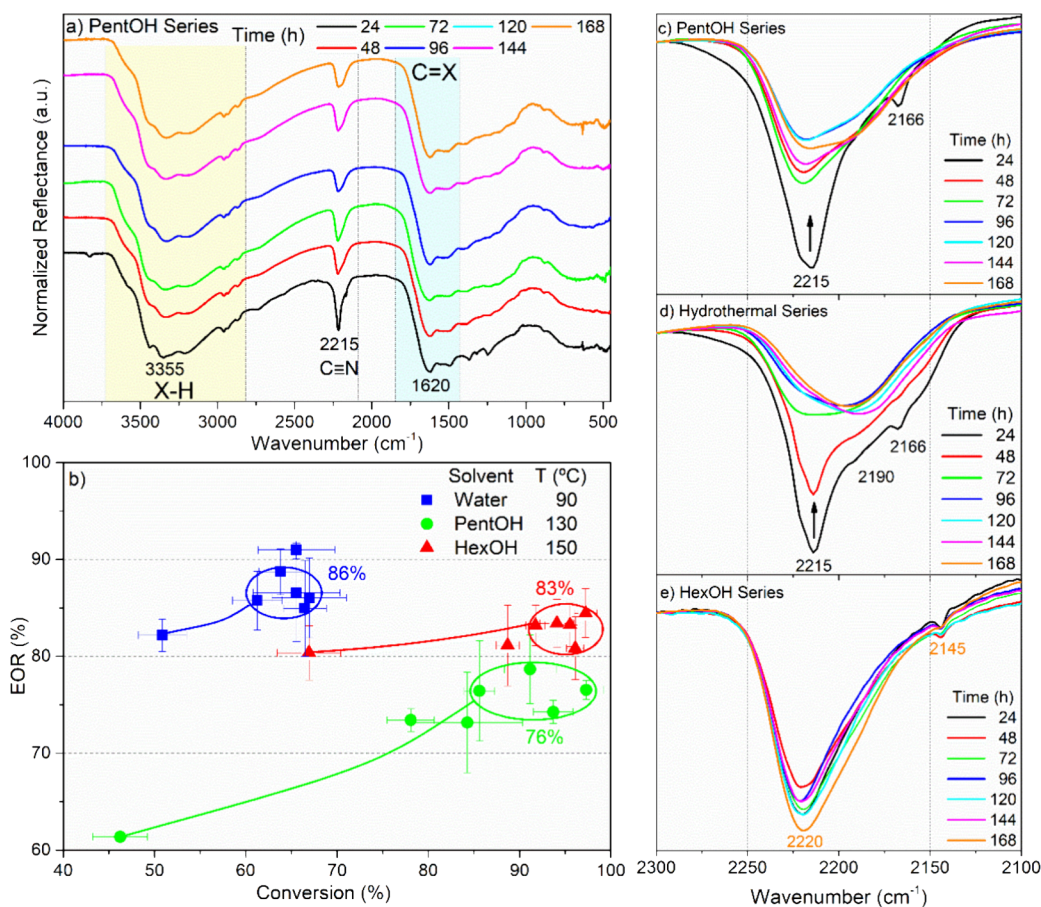 a) PentOH Series
Time (h)
24 72 120 168
48 96 144
C=X
3355
X-H
2215
C≡N
1620
Normalized Reflectance (a.u.)
4000 3500 3000 2500 2000 1500 1000 500
Wavenumber (cm-1)
b)
Solvent T (ºC)
Water 90
PentOH 130
HexOH 150
86%
83%
76%
EOR (%)
100
90
80
70
60
40 50 60 70 80 90 100
Conversion (%)
c) PentOH Series
2166
2215
Time (h)
24
48
72
96
120
144
168
d) Hydrothermal Series
2166
2190
2215
Time (h)
24
48
72
96
120
144
168
e) HexOH Series
2145
2220
Time (h)
24
48
72
96
120
144
168
2300 2250 2200 2150 2100
Wavenumber (cm-1)